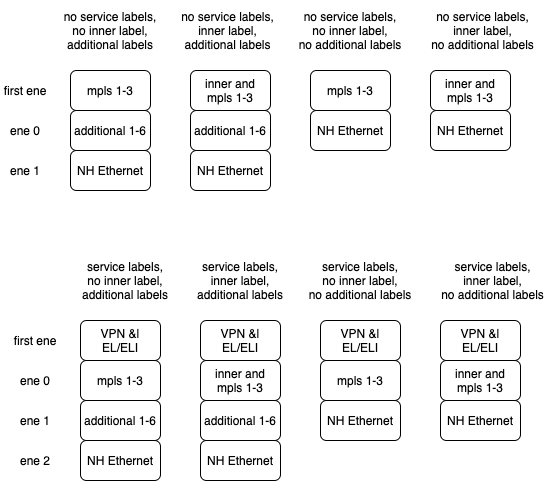 no service labels,
no inner label,
additional labels
no service labels,
inner label,
additional labels
no service labels,
no inner label,
no additional labels
no service labels,
inner label,
no additional labels
first ene
mpls 1-3
inner and
mpls 1-3
mpls 1-3
inner and
mpls 1-3
ene 0
additional 1-6
additional 1-6
NH Ethernet
NH Ethernet
ene 1
NH Ethernet
NH Ethernet
service labels,
no inner label,
additional labels
service labels,
inner label,
additional labels
service labels,
no inner label,
no additional labels
service labels,
inner label,
no additional labels
first ene
VPN &|
EL/ELI
VPN &|
EL/ELI
VPN &|
EL/ELI
VPN &|
EL/ELI
ene 0
mpls 1-3
inner and
mpls 1-3
mpls 1-3
inner and
mpls 1-3
ene 1
additional 1-6
additional 1-6
NH Ethernet
NH Ethernet
ene 2
NH Ethernet
NH Ethernet